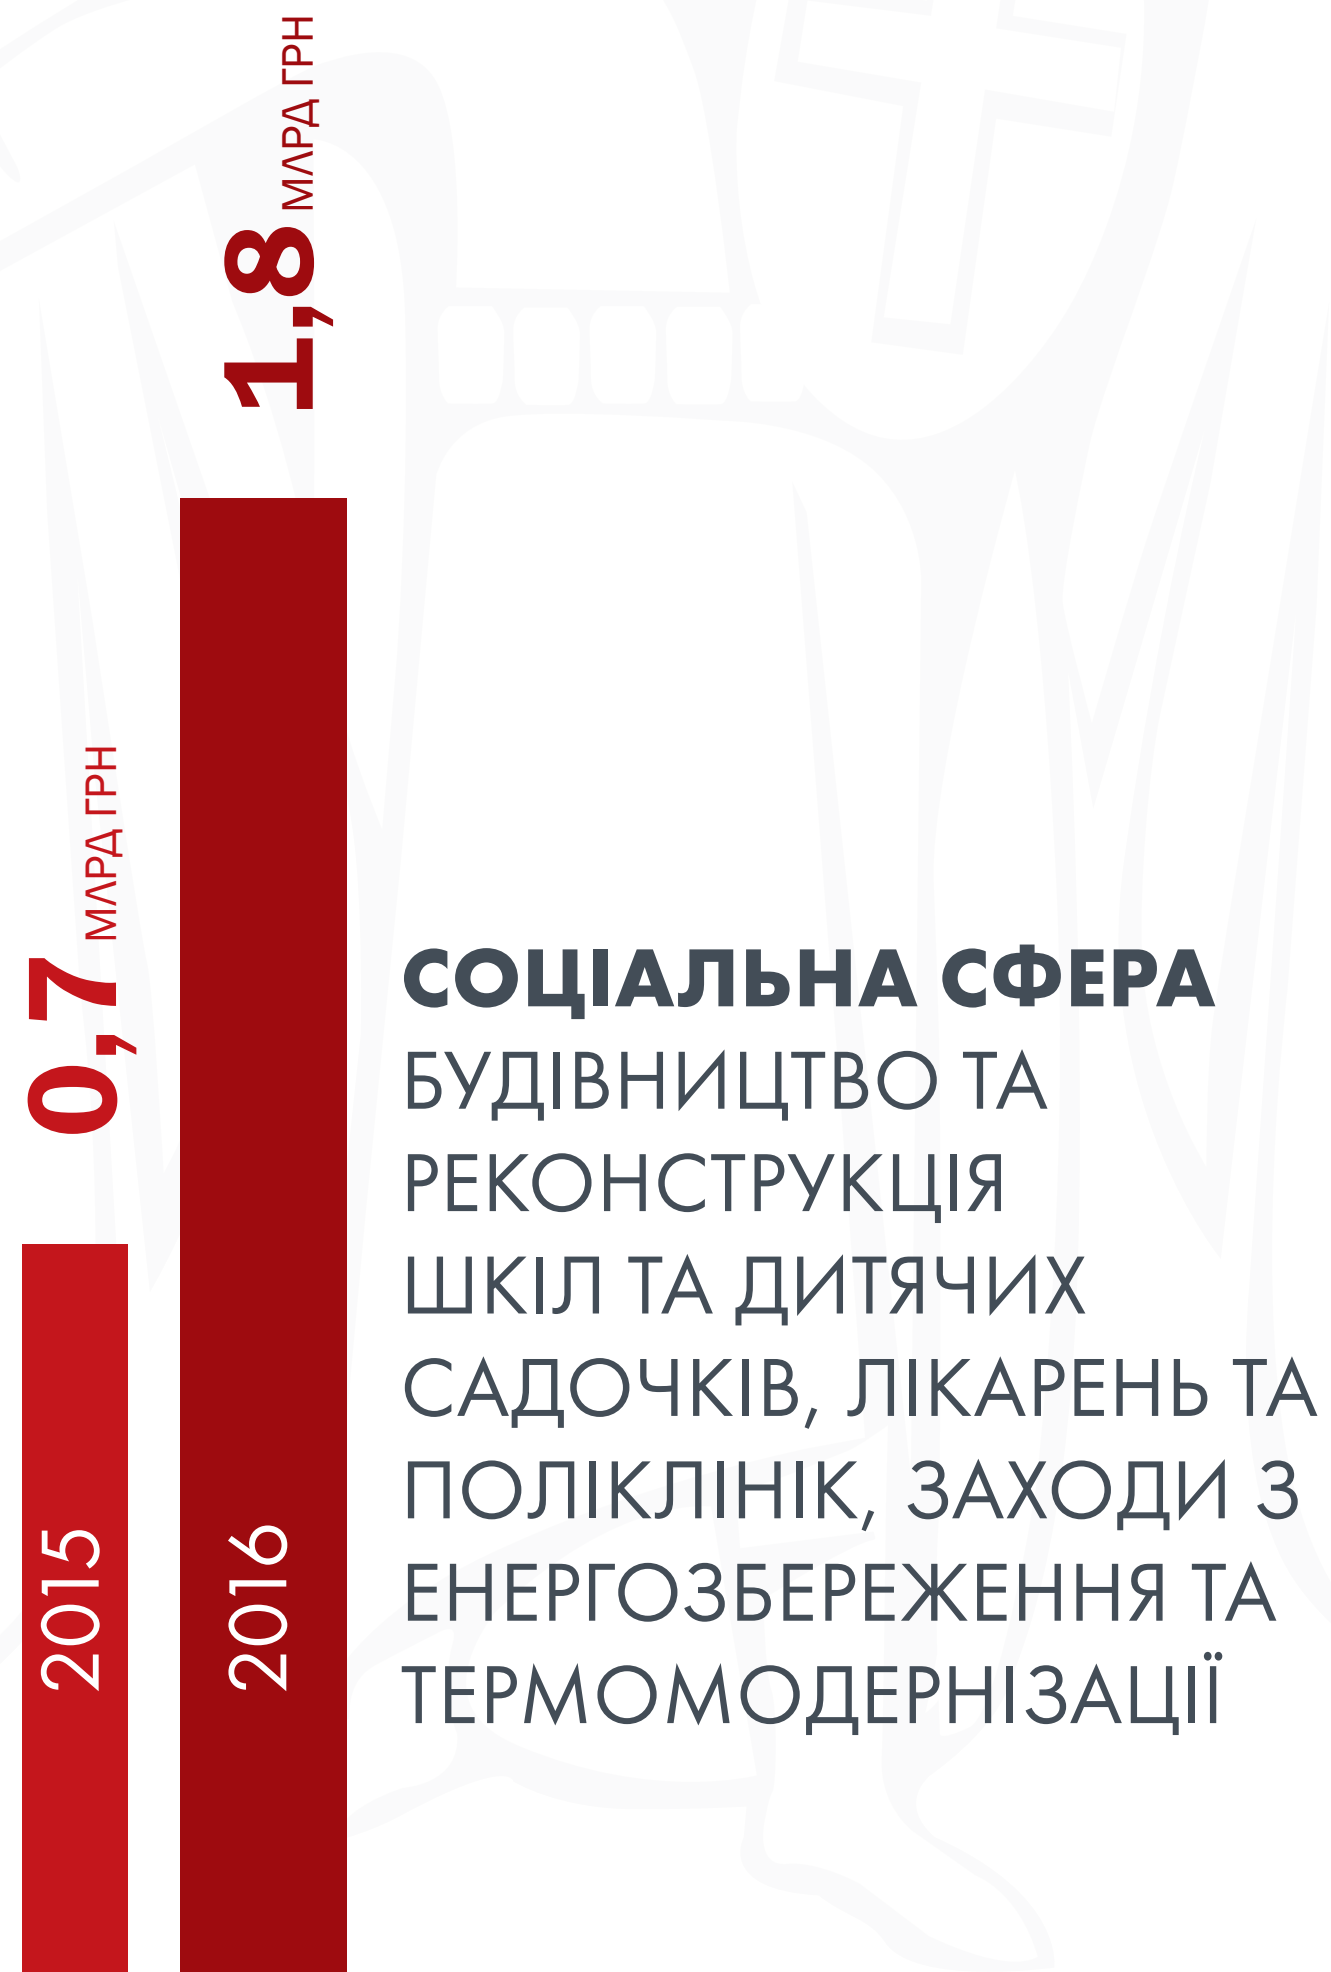 0,7 МЛРД ГРН
2015
1,8 МЛРД ГРН
2016
СОЦІАЛЬНА СФЕРА
БУДІВНИЦТВО ТА
РЕКОНСТРУКЦІЯ
ШКІЛ ТА ДИТЯЧИХ
САДОЧКІВ, ЛІКАРЕНЬ ТА
ПОЛІКЛІНІК, ЗАХОДИ З
ЕНЕРГОЗБЕРЕЖЕННЯ ТА
ТЕРМОМОДЕРНІЗАЦІЇ